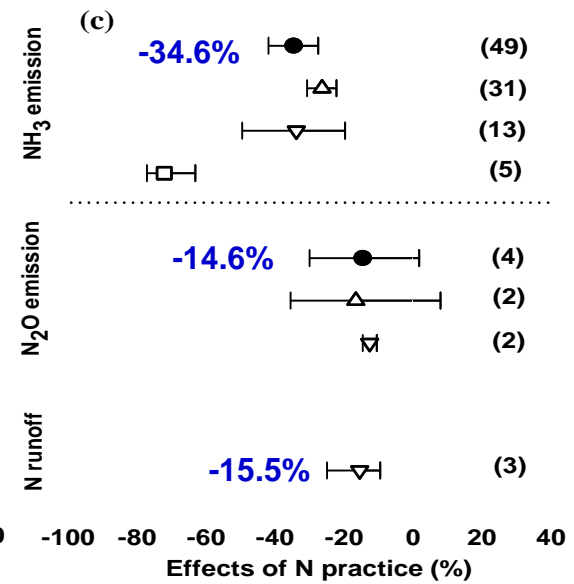 (c)
-34.6%
(49)
(31)
(13)
(5)
NH3 emission
-14.6%
(4)
(2)
(2)
N2O emission
-15.5%
(3)
N runoff
0 -100 -80 -60 -40 -20 0 20 40
Effects of N practice (%)